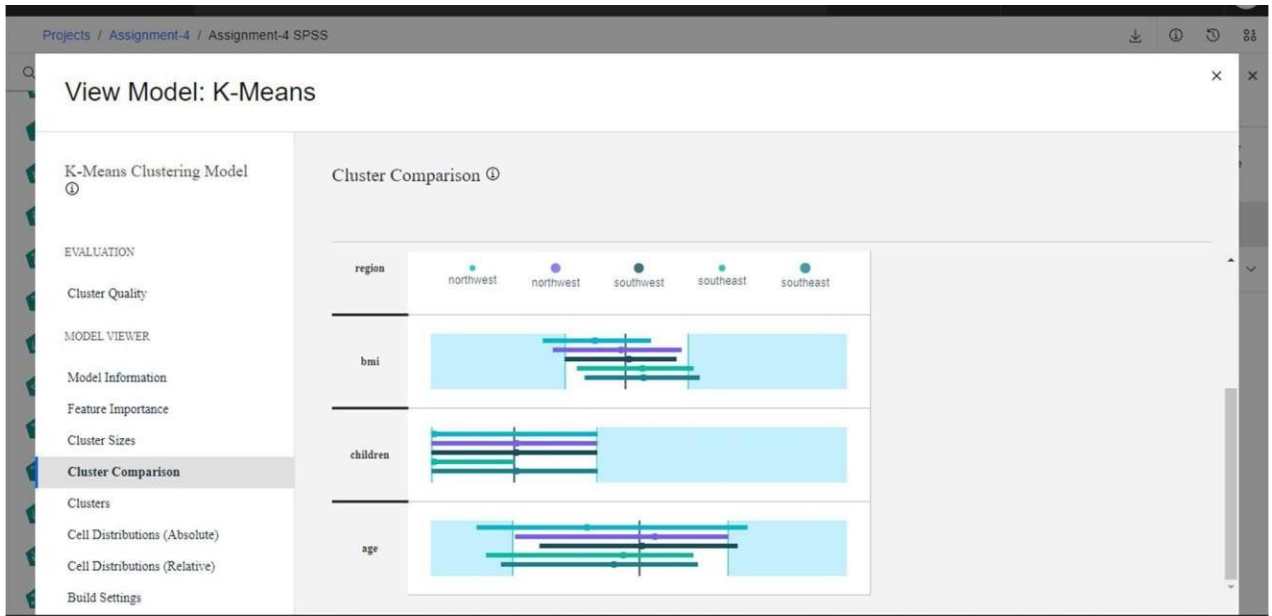 Projects / Assignment-4 / Assignment-4 SPSS
View Model: K-Means
K-Means Clustering Model
EVALUATION
Cluster Quality
MODEL VIEWER
Model Information
Feature Importance
Cluster Sizes
Cluster Comparison
Clusters
Cell Distributions (Absolute)
Cell Distributions (Relative)
Build Settings
Cluster Comparison
region
northwest northwest southwest southeast southeast
bmi
children
age